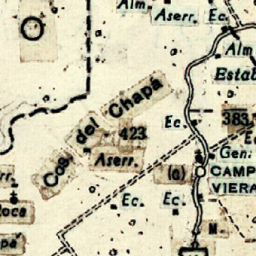 Alm.
Aserr.
Ec.
Alm
Estab
Cos. del Chapa
423
Ec.
383
Aserr.
Gen.
(c)
CAMP
VIERA
Ec.
Ec.
M